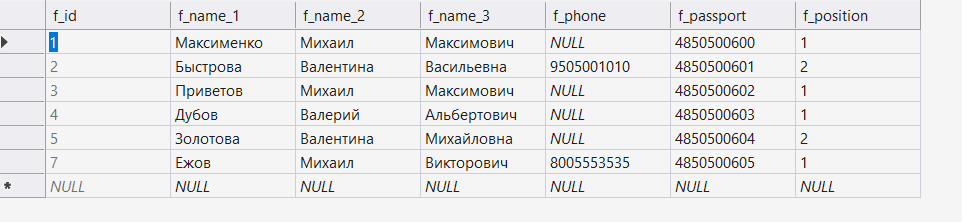 f_id f_name_1 f_name_2 f_name_3 f_phone f_passport f_position
1 Максименко Михаил Максимович NULL 4850500600 1
2 Быстрова Валентина Васильевна 9505001010 4850500601 2
3 Приветов Михаил Максимович NULL 4850500602 1
4 Дубов Валерий Альбертович NULL 4850500603 1
5 Золотова Валентина Михайловна NULL 4850500604 2
7 Ежов Михаил Викторович 8005553535 4850500605 1
NULL NULL NULL NULL NULL NULL NULL